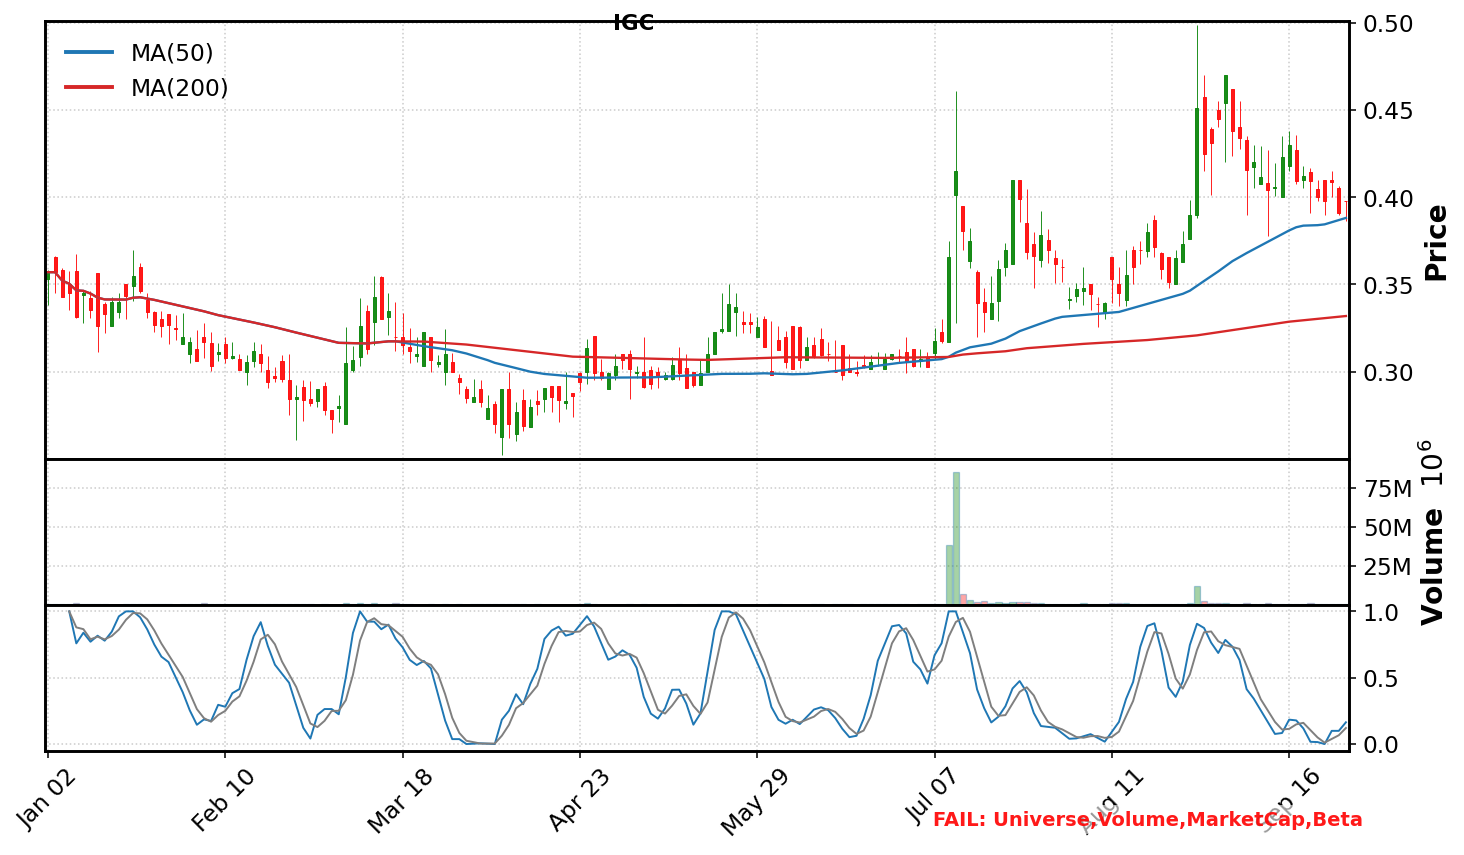 IGC
MA(50)
MA(200)
0.50
0.45
0.40
0.35
0.30
Price
10^6
75M
50M
25M
Volume
1.0
0.5
0.0
Jan 02
Feb 10
Mar 18
Apr 23
May 29
Jul 07
Aug 11
Sep 16
FAIL: Universe,Volume,MarketCap,Beta